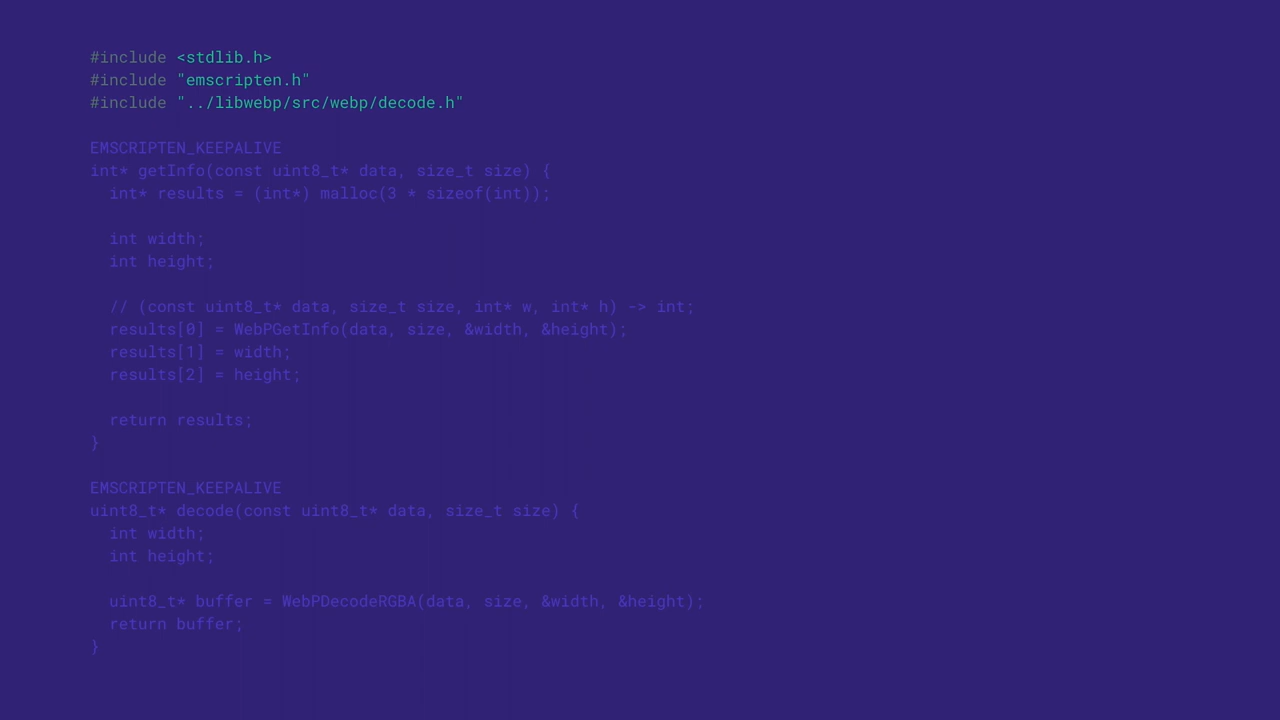 #include <stdlib.h>
#include "emscripten.h"
#include "../libwebp/src/webp/decode.h"
EMSCRIPTEN_KEEPALIVE
int* getInfo(const uint8_t* data, size_t size) {
  int* results = (int*) malloc(3 * sizeof(int));
  int width;
  int height;
  // (const uint8_t* data, size_t size, int* w, int* h) -> int;
  results[0] = WebPGetInfo(data, size, &width, &height);
  results[1] = width;
  results[2] = height;
  return results;
}
EMSCRIPTEN_KEEPALIVE
uint8_t* decode(const uint8_t* data, size_t size) {
  int width;
  int height;
  uint8_t* buffer = WebPDecodeRGBA(data, size, &width, &height);
  return buffer;
}